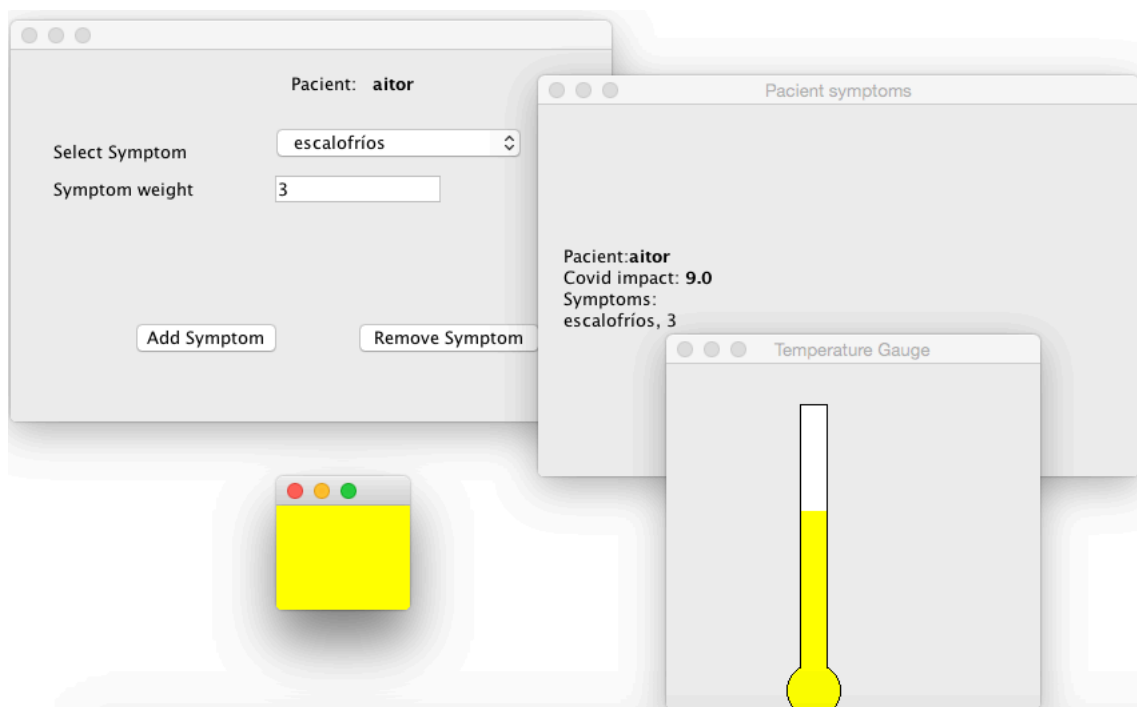 Pacient: aitor
Select Symptom
escalofríos
Symptom weight
3
Add Symptom
Remove Symptom
Pacient symptoms
Pacient:aitor
Covid impact: 9.0
Symptoms:
escalofríos, 3
Temperature Gauge